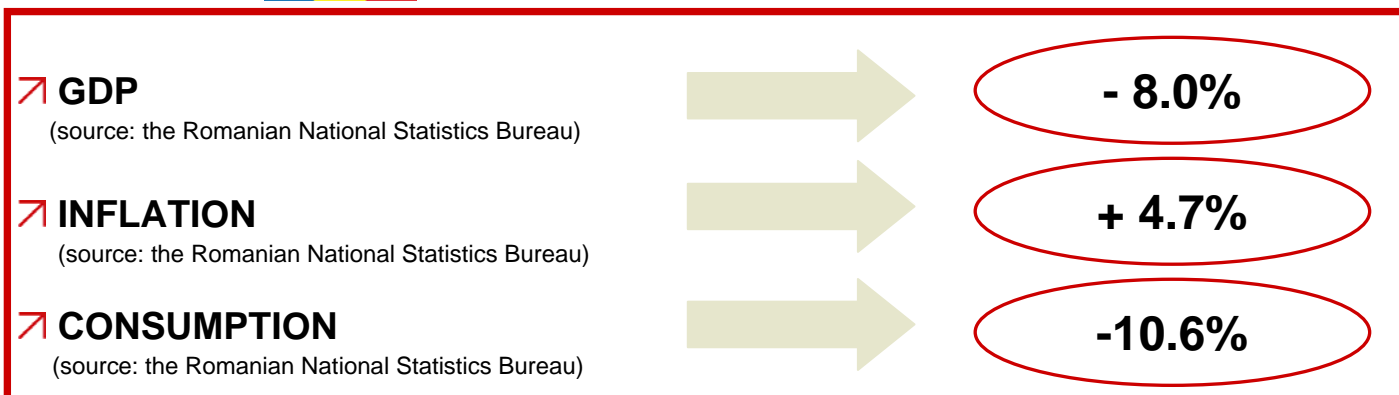 GDP
- 8.0%
(source: the Romanian National Statistics Bureau)
INFLATION
+ 4.7%
(source: the Romanian National Statistics Bureau)
CONSUMPTION
-10.6%
(source: the Romanian National Statistics Bureau)